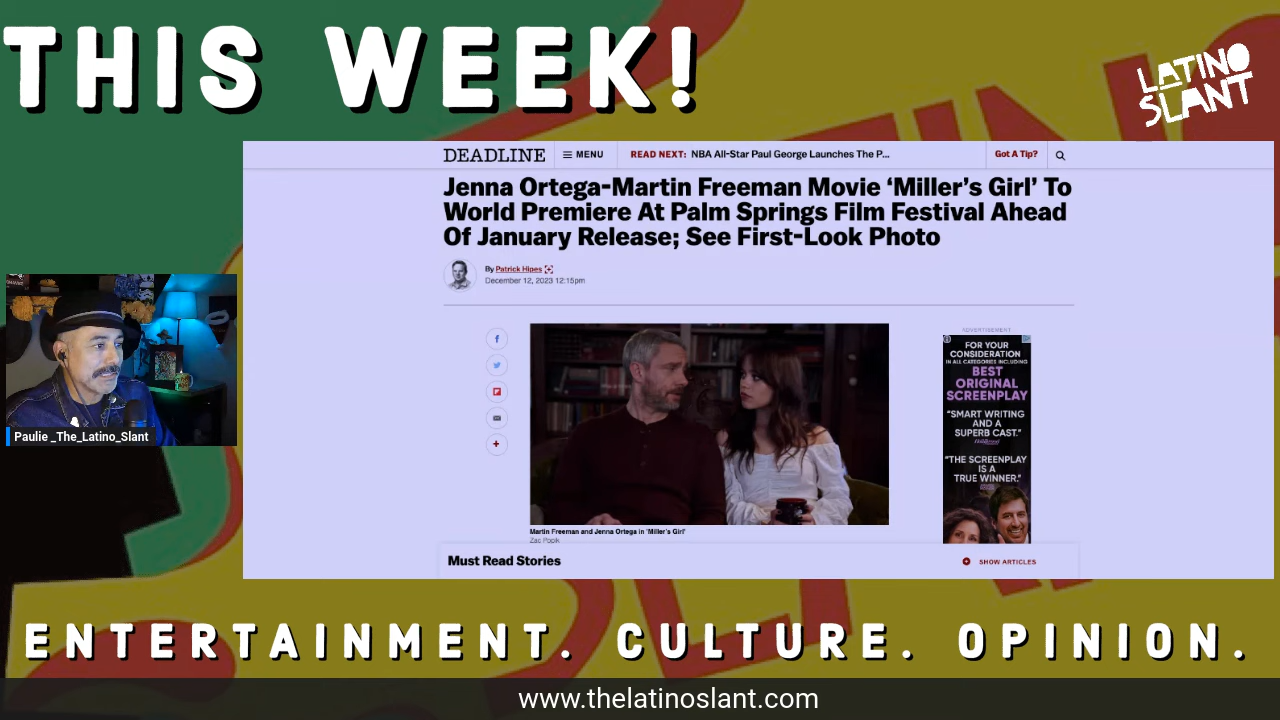 THIS WEEK!
LATINO
SLANT
DEADLINE
MENU
READ NEXT: NBA All-Star Paul George Launches The P...
Got A Tip?
Jenna Ortega-Martin Freeman Movie ‘Miller’s Girl’ To
World Premiere At Palm Springs Film Festival Ahead
Of January Release; See First-Look Photo
By Patrick Hipes
December 12, 2023 12:15pm
ADVERTISEMENT
FOR YOUR
CONSIDERATION
IN ALL CATEGORIES INCLUDING
BEST
ORIGINAL
SCREENPLAY
“SMART WRITING
AND A
SUPERB CAST.”
“THE SCREENPLAY
IS A
TRUE WINNER.”
Martin Freeman and Jenna Ortega in ‘Miller’s Girl’
Zac Popik
Must Read Stories
SHOW ARTICLES
Paulie _The_Latino_Slant
ENTERTAINMENT. CULTURE. OPINION.
www.thelatinoslant.com